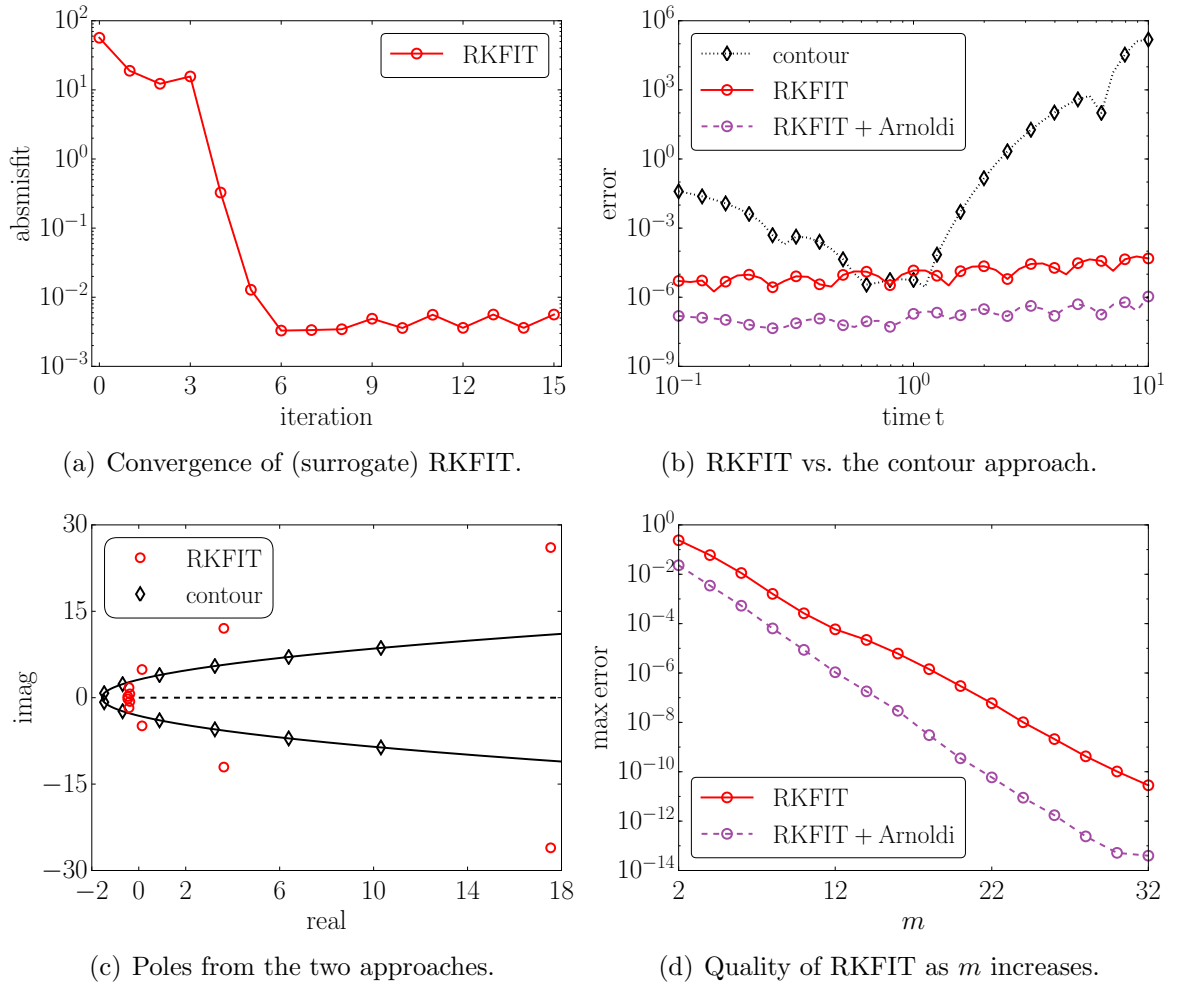 10^2
10^1
10^0
10^{-1}
10^{-2}
10^{-3}
absmisfit
RKFIT
0
3
6
9
12
15
iteration
(a) Convergence of (surrogate) RKFIT.
10^6
10^3
10^0
10^{-3}
10^{-6}
10^{-9}
error
contour
RKFIT
RKFIT + Arnoldi
10^{-1}
10^0
10^1
time t
(b) RKFIT vs. the contour approach.
30
15
0
−15
−30
imag
RKFIT
contour
−2
0
2
6
10
14
18
real
(c) Poles from the two approaches.
10^0
10^{-2}
10^{-4}
10^{-6}
10^{-8}
10^{-10}
10^{-12}
10^{-14}
max error
RKFIT
RKFIT + Arnoldi
2
12
22
32
m
(d) Quality of RKFIT as m increases.